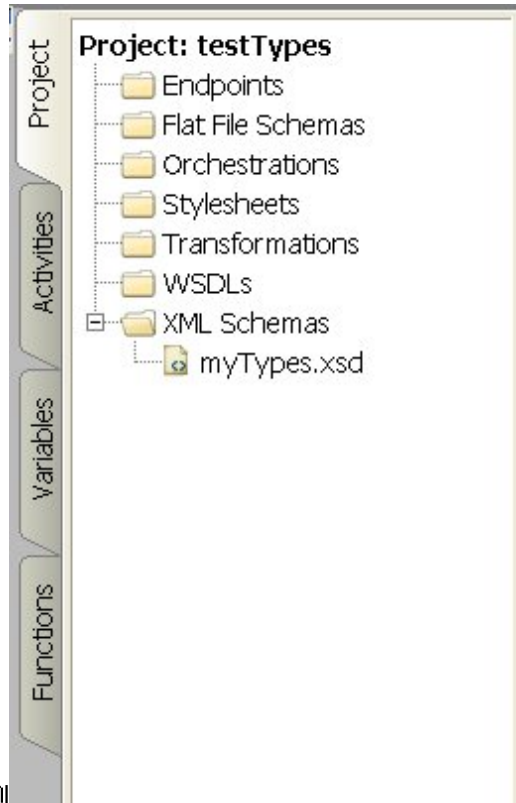 Project
Activities
Variables
Functions
Project: testTypes
Endpoints
Flat File Schemas
Orchestrations
Stylesheets
Transformations
WSDLs
XML Schemas
myTypes.xsd